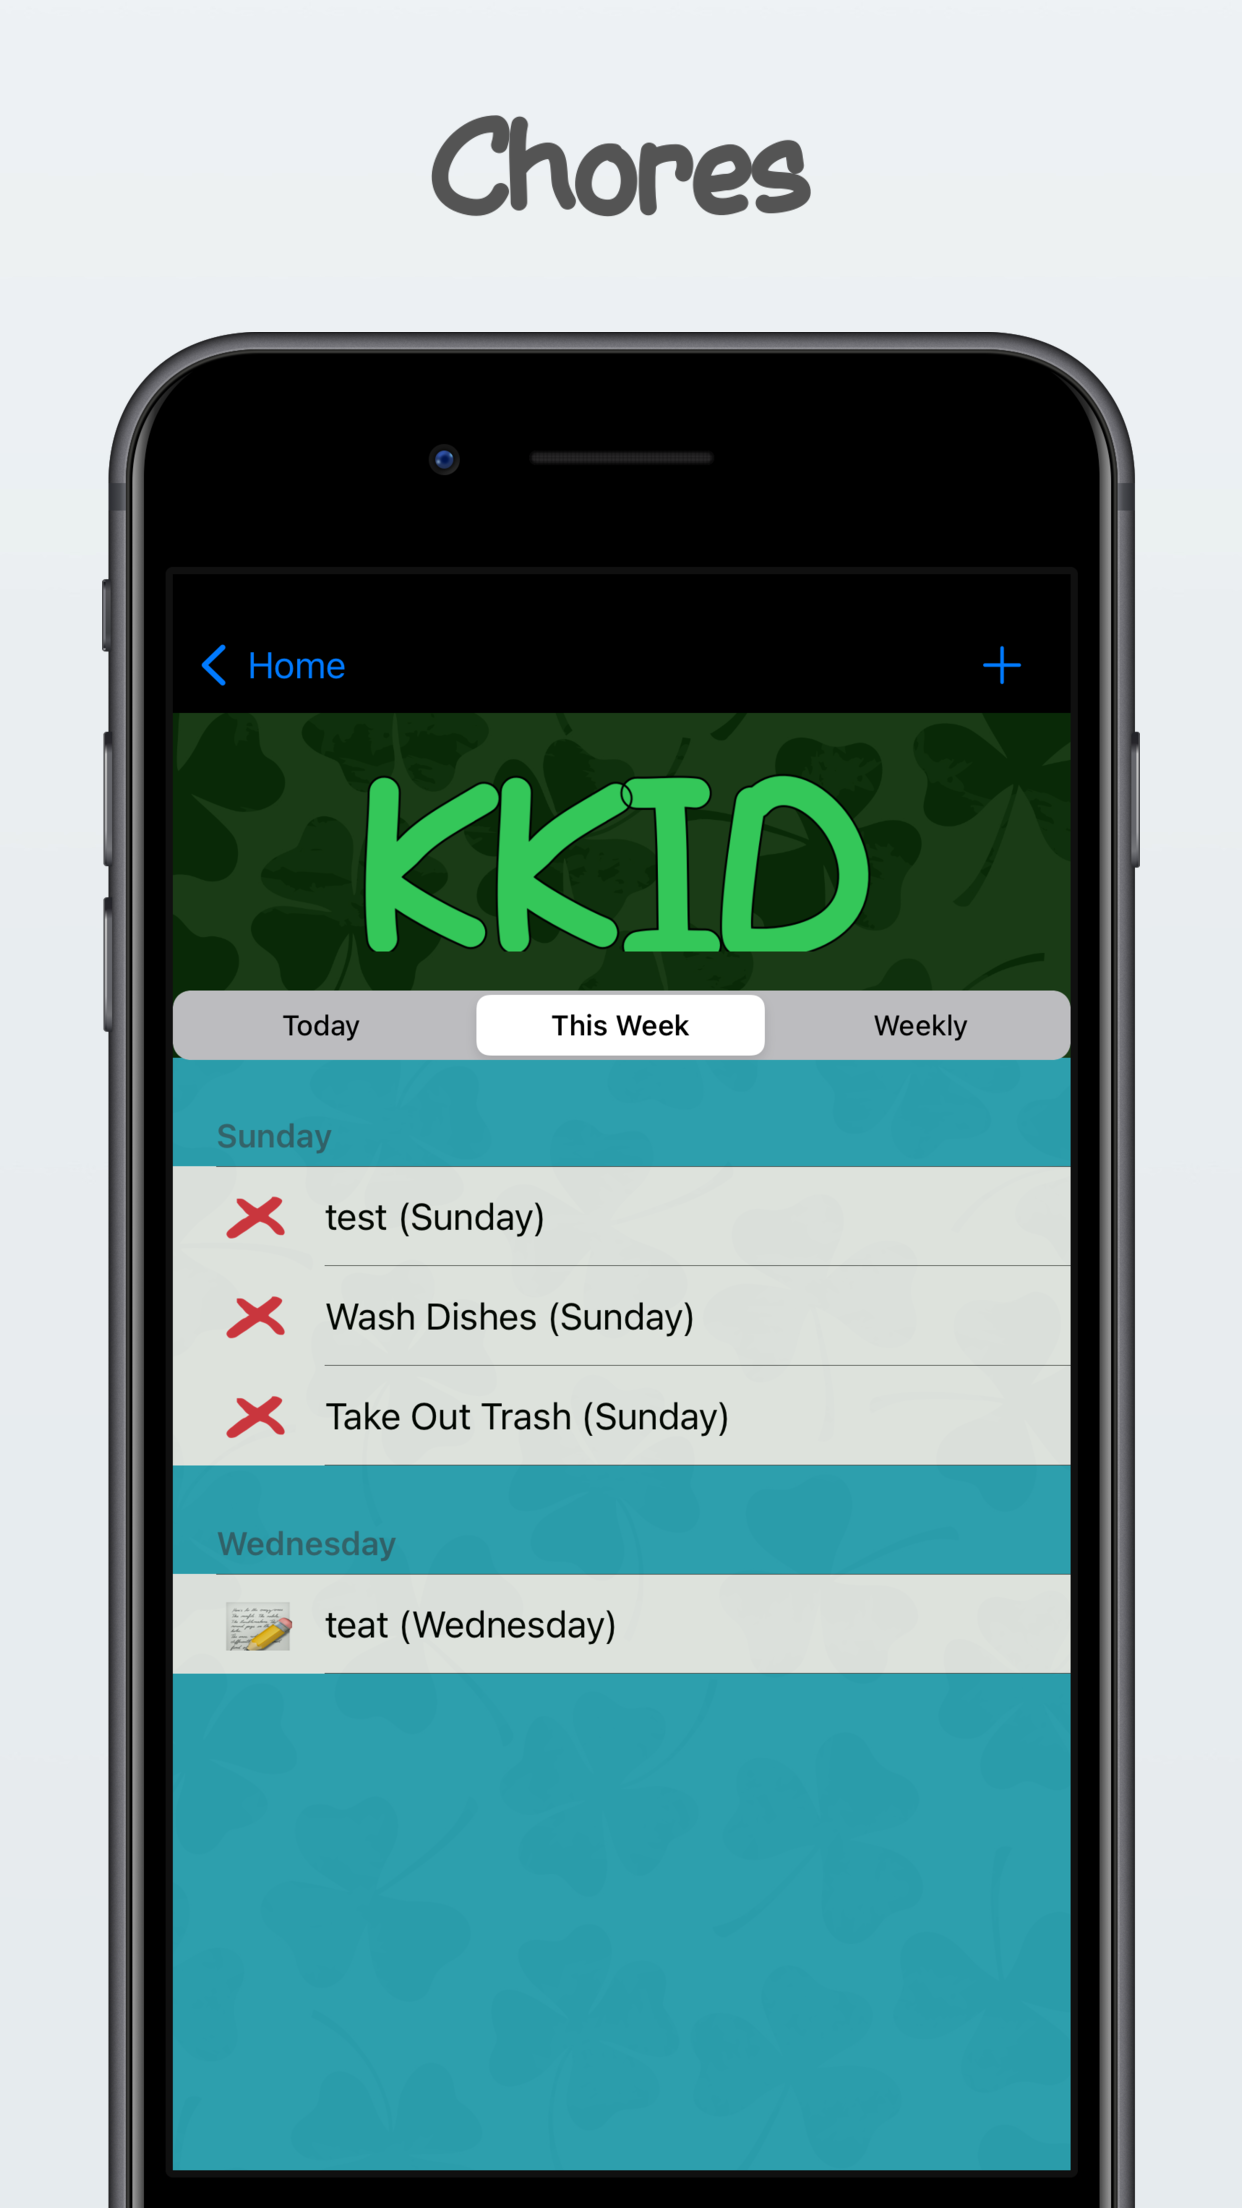 Chores
Home
KKID
Today
This Week
Weekly
Sunday
test (Sunday)
Wash Dishes (Sunday)
Take Out Trash (Sunday)
Wednesday
teat (Wednesday)